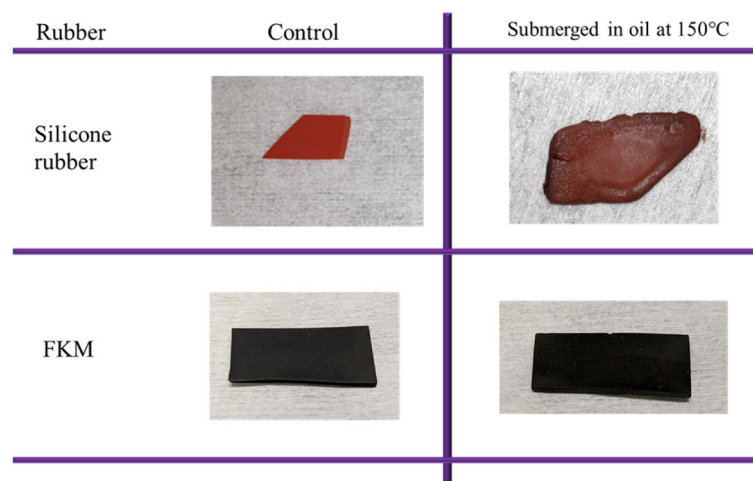 Rubber
Control
Submerged in oil at 150°C
Silicone
rubber
FKM